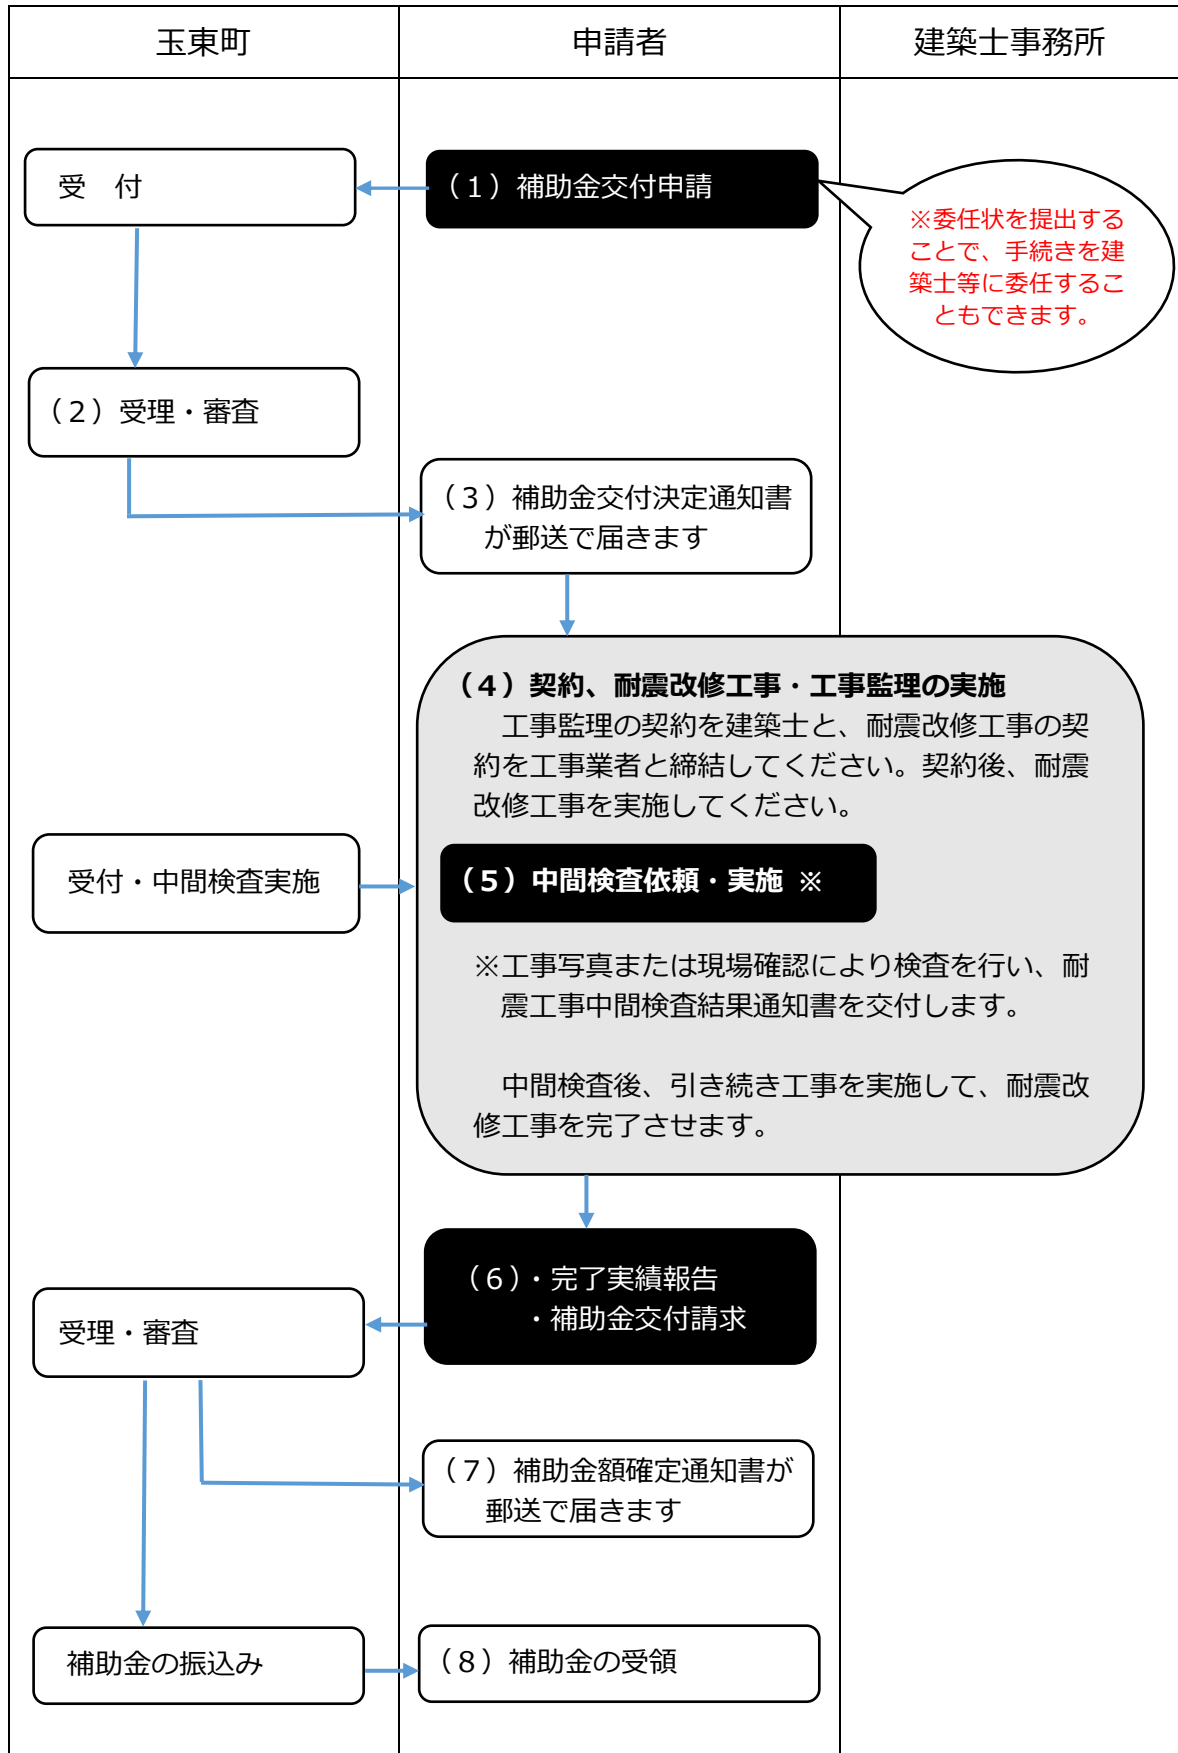 玉東町
申請者
建築士事務所
受　付
（１）補助金交付申請
※委任状を提出する
ことで、手続きを建
築士等に委任するこ
ともできます。
（２）受理・審査
（３）補助金交付決定通知書
が郵送で届きます
（４）契約、耐震改修工事・工事監理の実施
工事監理の契約を建築士と、耐震改修工事の契
約を工事業者と締結してください。契約後、耐震
改修工事を実施してください。
受付・中間検査実施
（５）中間検査依頼・実施 ※
※工事写真または現場確認により検査を行い、耐
震工事中間検査結果通知書を交付します。
中間検査後、引き続き工事を実施して、耐震改
修工事を完了させます。
（６）・完了実績報告
・補助金交付請求
受理・審査
（７）補助金額確定通知書が
郵送で届きます
補助金の振込み
（８）補助金の受領